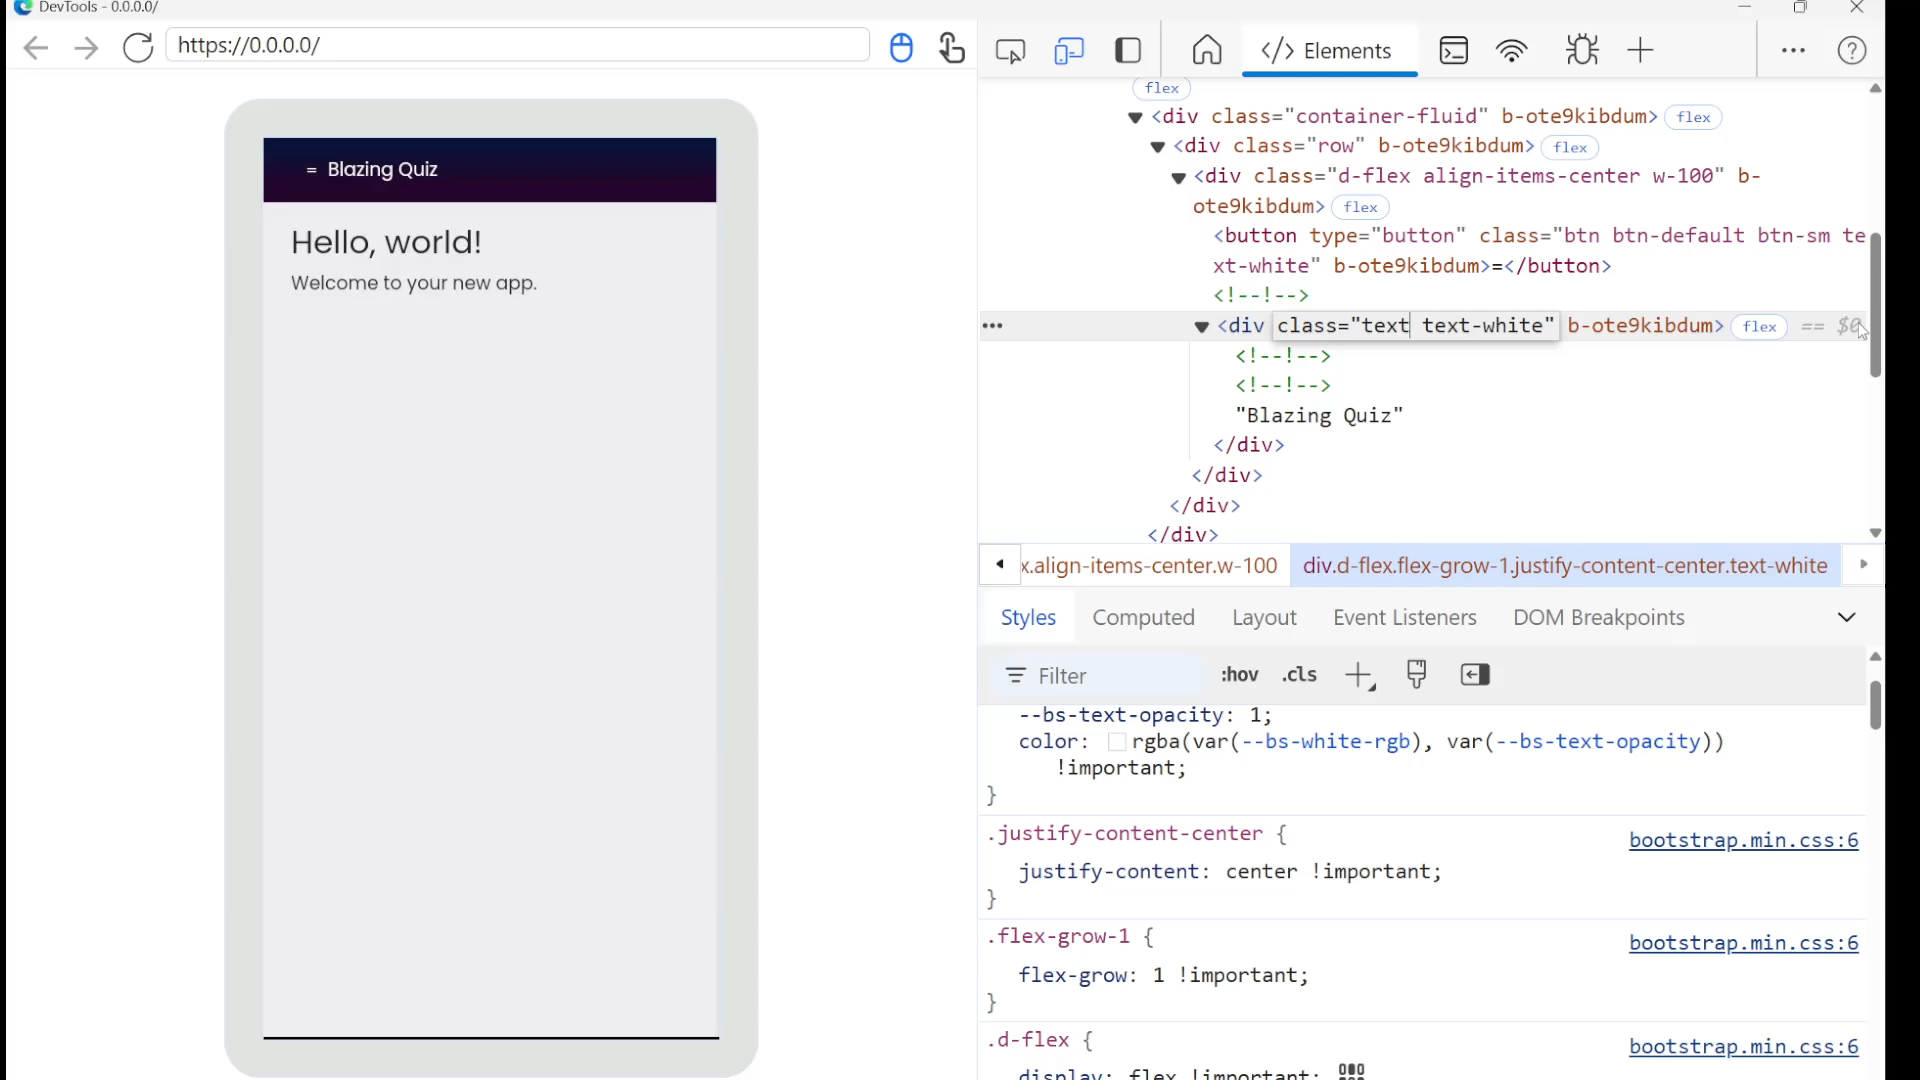 DevTools - 0.0.0.0/
https://0.0.0.0/
Elements
= Blazing Quiz
Hello, world!
Welcome to your new app.
flex
<div class="container-fluid" b-ote9kibdum> flex
<div class="row" b-ote9kibdum> flex
<div class="d-flex align-items-center w-100" b-
ote9kibdum> flex
<button type="button" class="btn btn-default btn-sm te
xt-white" b-ote9kibdum>=</button>
<!--!-->
<div class="text text-white" b-ote9kibdum> flex == $0
<!--!-->
<!--!-->
"Blazing Quiz"
</div>
</div>
</div>
</div>
x.align-items-center.w-100 div.d-flex.flex-grow-1.justify-content-center.text-white
Styles Computed Layout Event Listeners DOM Breakpoints
Filter :hov .cls
--bs-text-opacity: 1;
color: rgba(var(--bs-white-rgb), var(--bs-text-opacity))
!important;
}
.justify-content-center { bootstrap.min.css:6
justify-content: center !important;
}
.flex-grow-1 { bootstrap.min.css:6
flex-grow: 1 !important;
}
.d-flex { bootstrap.min.css:6
display: flex !important;